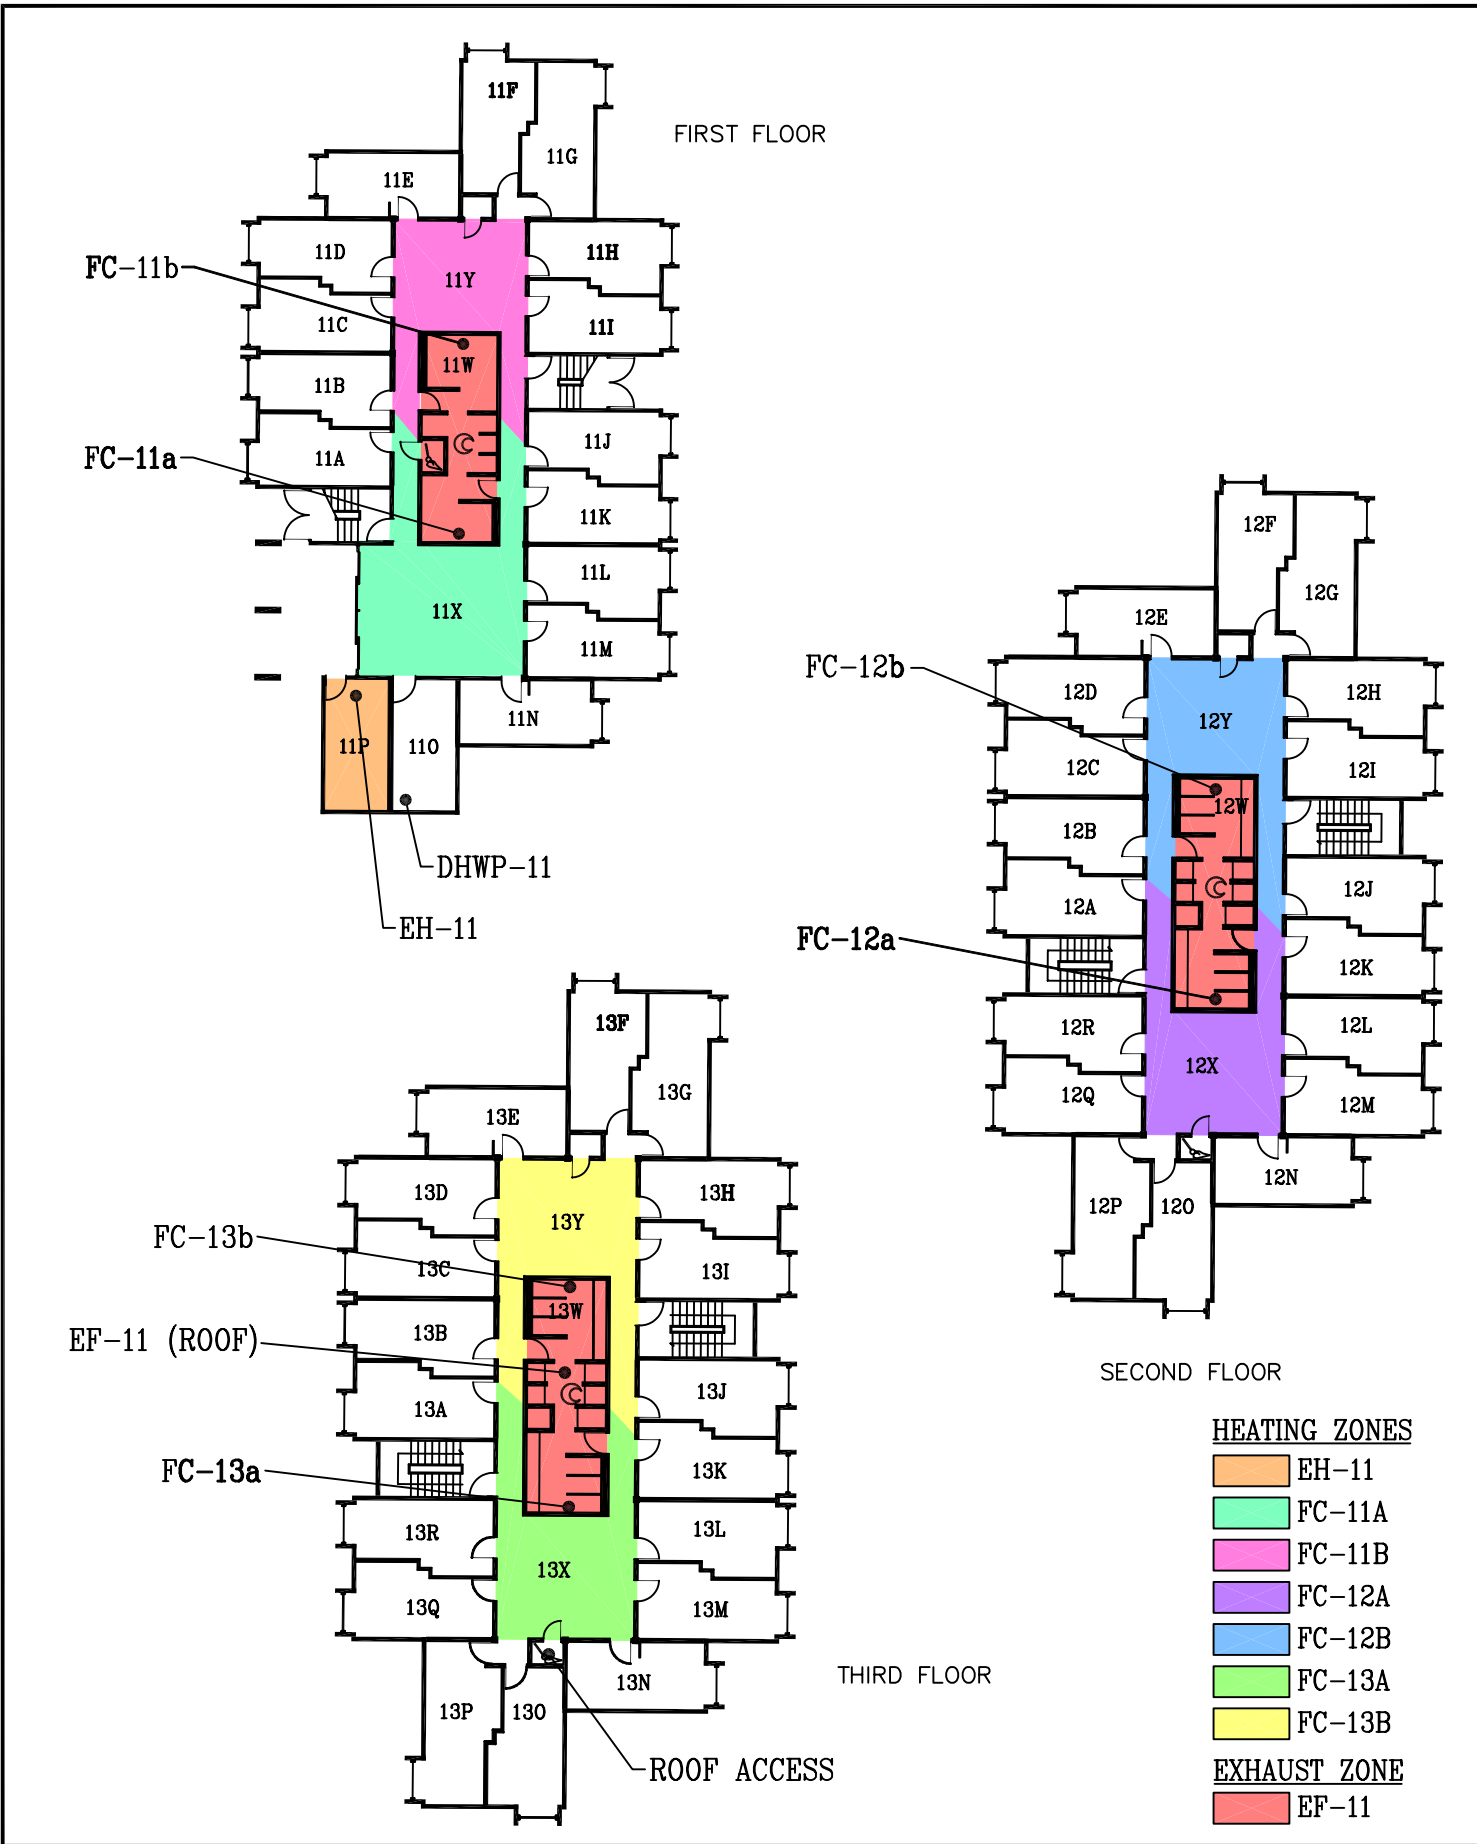 FIRST FLOOR
11F
11G
11E
11D
11H
FC-11b
11Y
11C
11I
11W
11B
11J
11A
FC-11a
11K
11L
11X
11M
11N
11P
11O
DHWP-11
EH-11
12F
12G
12E
FC-12b
12D
12H
12Y
12C
12I
12W
12B
12J
12A
FC-12a
12K
12R
12L
12X
12Q
12M
12N
12P
12O
SECOND FLOOR
13F
13G
13E
13D
13H
FC-13b
13Y
13C
13I
13W
EF-11 (ROOF)
13B
13J
13A
FC-13a
13K
13R
13L
13X
13Q
13M
13N
13P
13O
THIRD FLOOR
ROOF ACCESS
HEATING ZONES
EH-11
FC-11A
FC-11B
FC-12A
FC-12B
FC-13A
FC-13B
EXHAUST ZONE
EF-11